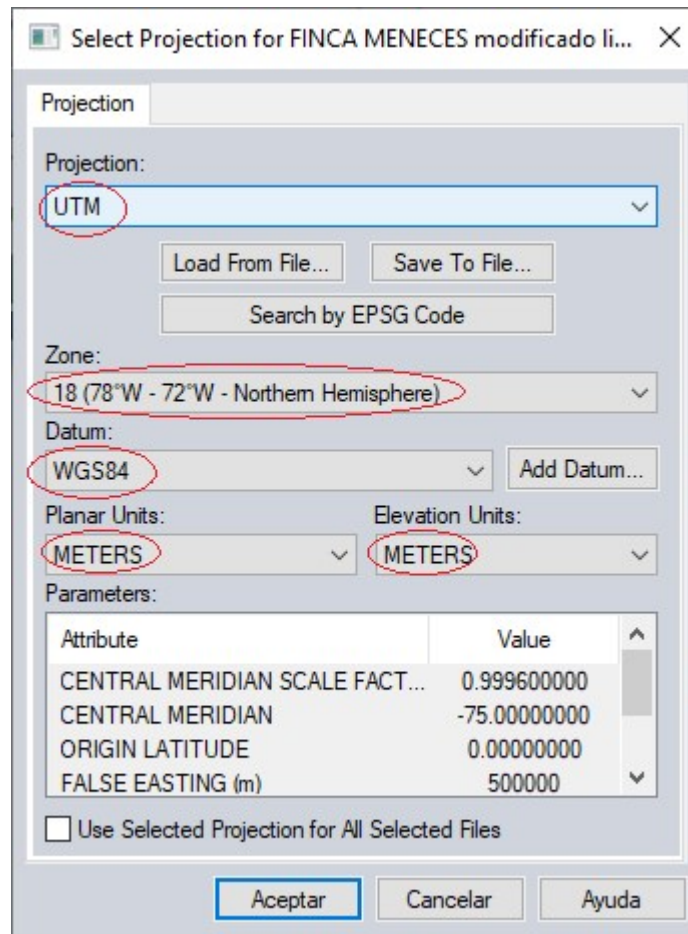 Select Projection for FINCA MENECES modificado li...
Projection
Projection:
UTM
Load From File... Save To File...
Search by EPSG Code
Zone:
18 (78°W - 72°W - Northern Hemisphere)
Datum:
WGS84 Add Datum...
Planar Units: Elevation Units:
METERS METERS
Parameters:
Attribute Value
CENTRAL MERIDIAN SCALE FACT... 0.999600000
CENTRAL MERIDIAN -75.00000000
ORIGIN LATITUDE 0.00000000
FALSE EASTING (m) 500000
Use Selected Projection for All Selected Files
Aceptar Cancelar Ayuda